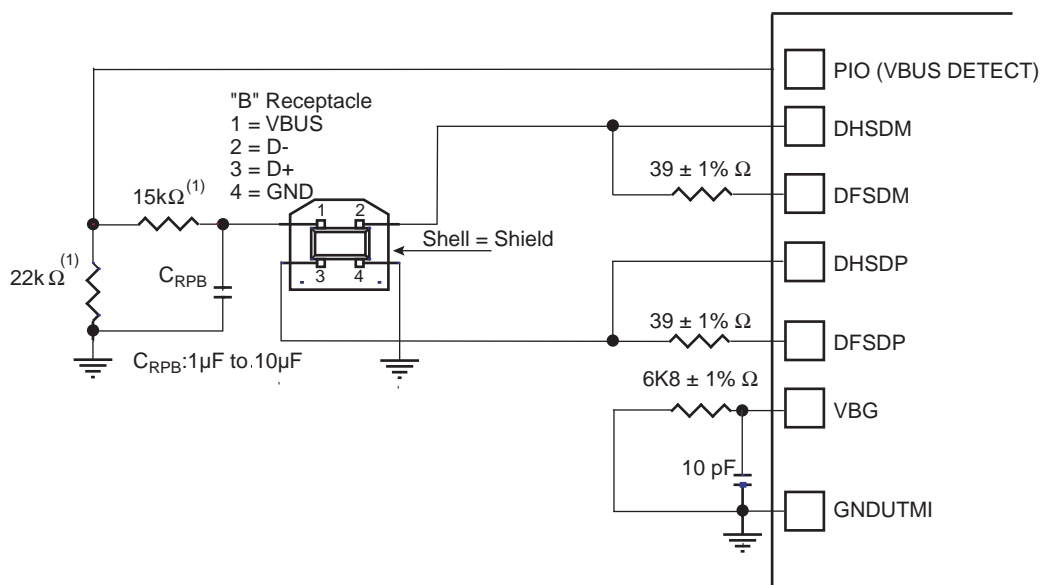 PIO (VBUS DETECT)
"B" Receptacle
1 = VBUS
2 = D-
3 = D+
4 = GND
DHSDM
39 ± 1% Ω
DFSDM
15kΩ(1)
1 2
Shell = Shield
3 4
DHSDP
22k Ω(1)
CRPB
39 ± 1% Ω
DFSDP
CRPB:1µF to 10µF
6K8 ± 1% Ω
VBG
10 pF
GNDUTMI